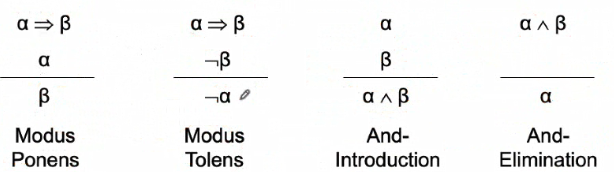 α ⇒ β
α
β
Modus
Ponens
α ⇒ β
¬β
¬α
Modus
Tolens
α
β
α ∧ β
And-
Introduction
α ∧ β
α
And-
Elimination